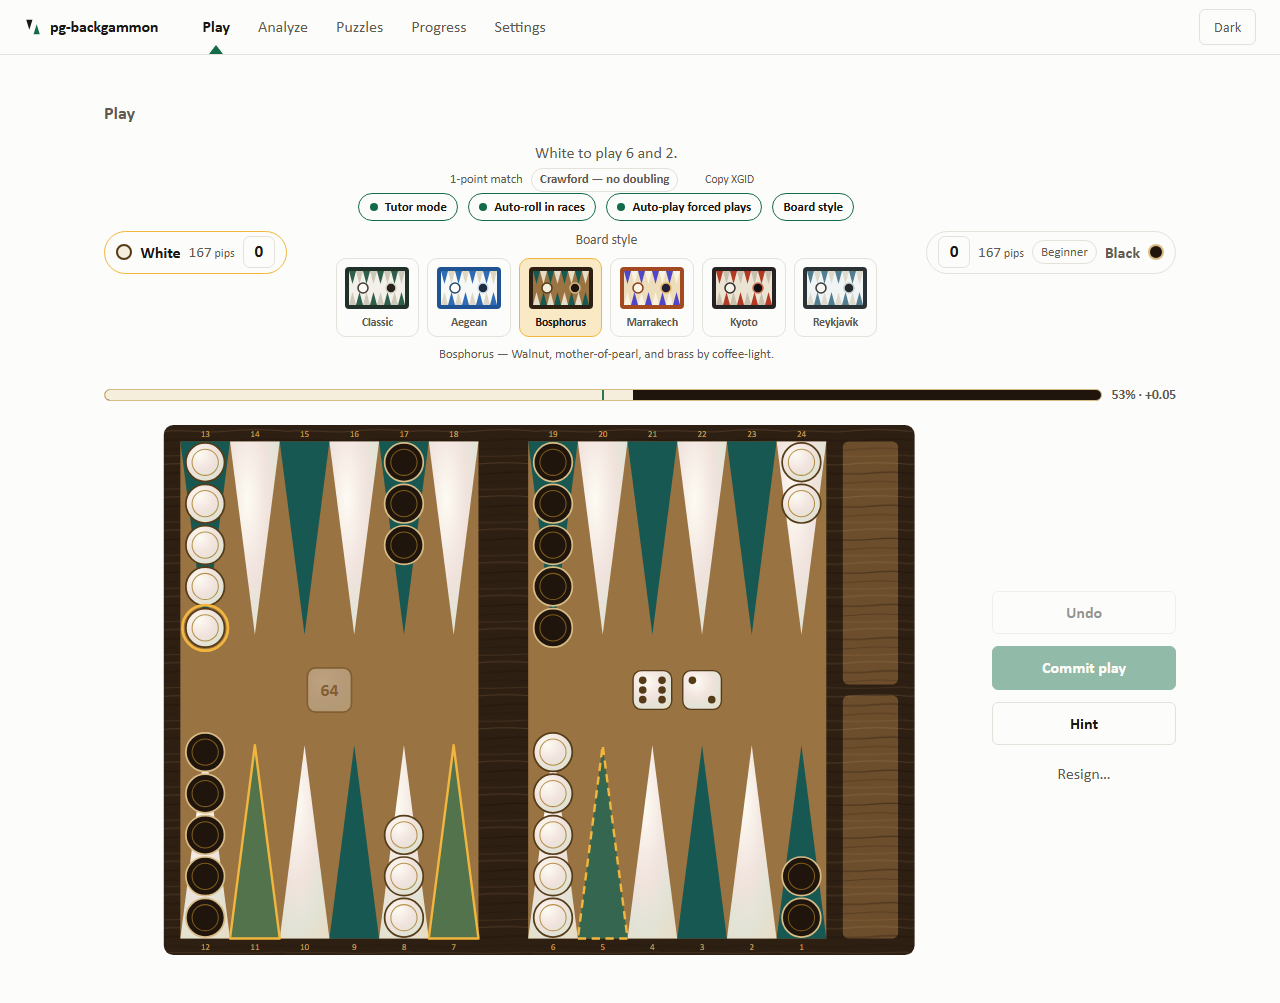 pg-backgammon Play Analyze Puzzles Progress Settings Dark
Play
White to play 6 and 2.
1-point match Crawford — no doubling Copy XGID
Tutor mode Auto-roll in races Auto-play forced plays Board style
White 167 pips 0
Board style
0 167 pips Beginner Black
Classic Aegean Bosphorus Marrakech Kyoto Reykjavík
Bosphorus — Walnut, mother-of-pearl, and brass by coffee-light.
53% · +0.05
13 14 15 16 17 18 19 20 21 22 23 24
64
12 11 10 9 8 7 6 5 4 3 2 1
Undo
Commit play
Hint
Resign...